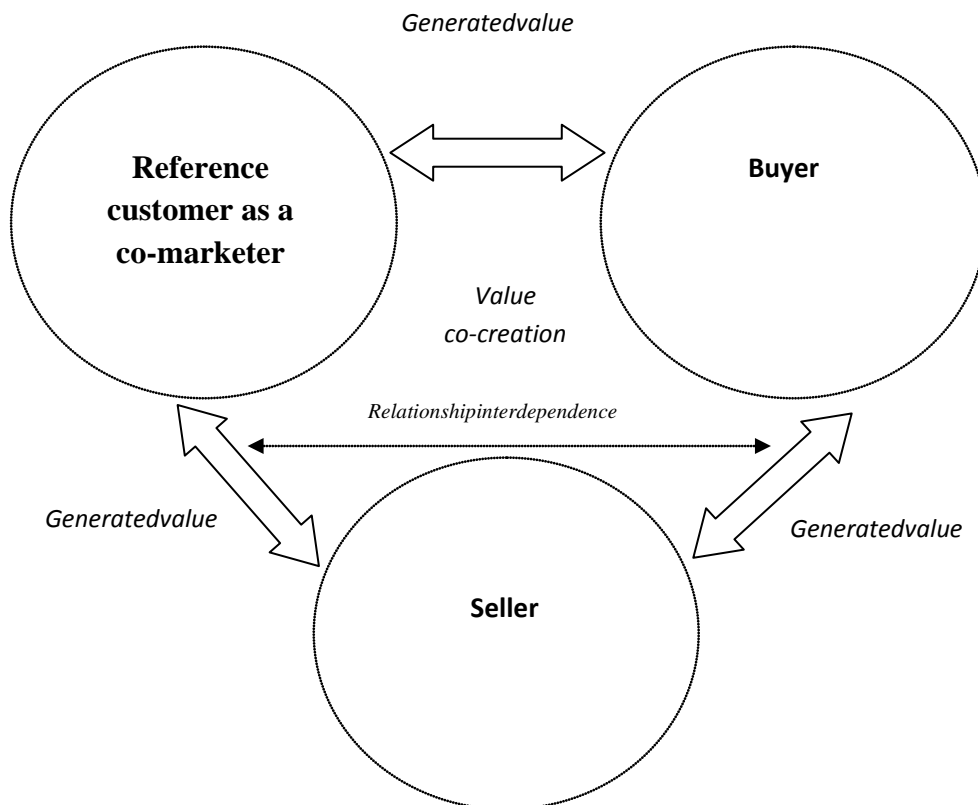 Generatedvalue
Reference
customer as a
co-marketer
Buyer
Value
co-creation
Relationshipinterdependence
Generatedvalue
Generatedvalue
Seller